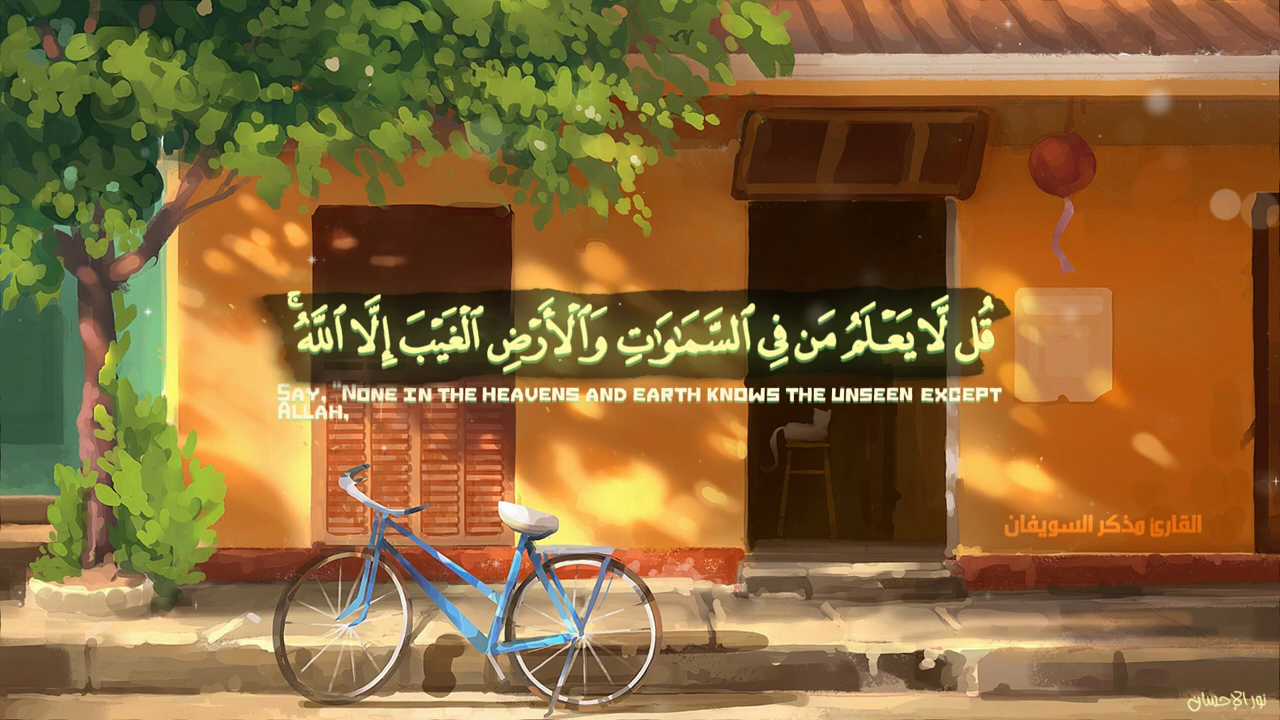 قُل لَّا يَعْلَمُ مَن فِي ٱلسَّمَٰوَٰتِ وَٱلْأَرْضِ ٱلْغَيْبَ إِلَّا ٱللَّهُ ۚ
Say, "None in the heavens and earth knows the unseen except
Allah,
القارئ مذكر السويفان
نور الإحسان